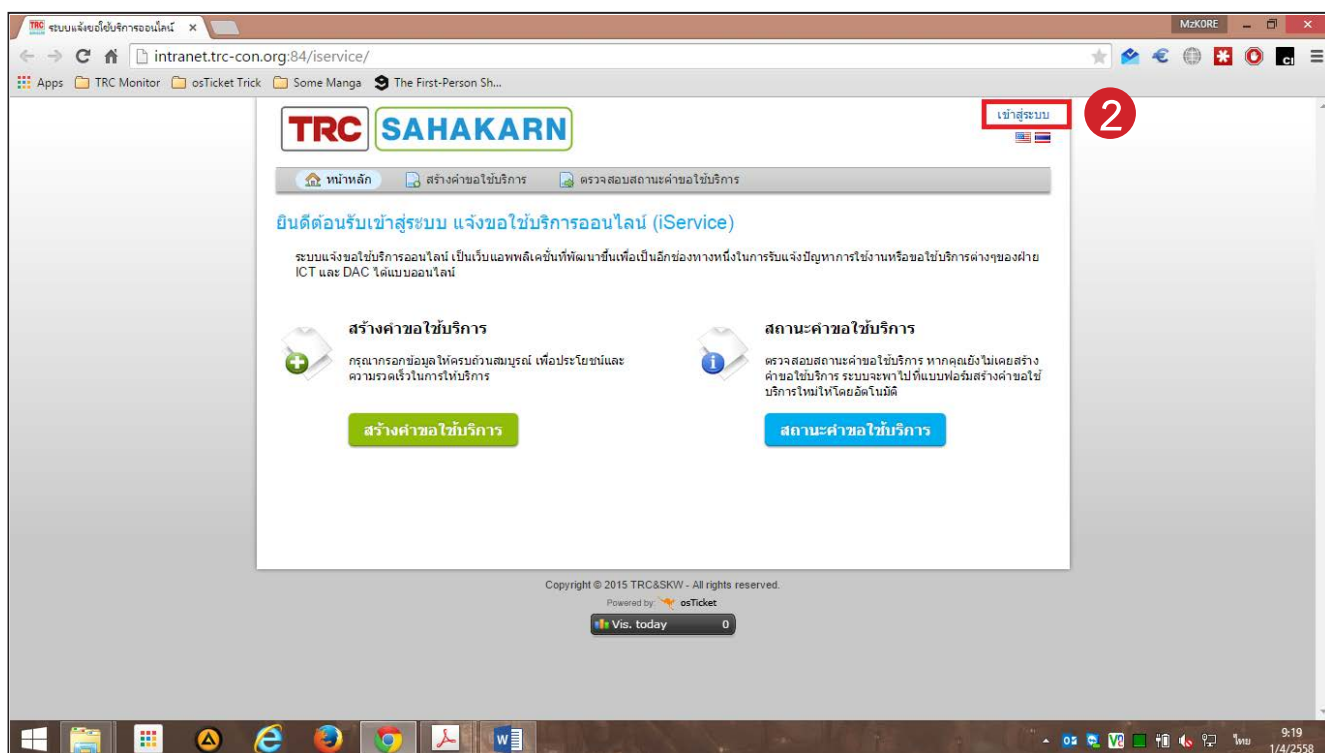 TRC ระบบแจ้งขอใช้บริการออนไลน์
MzKORE
intranet.trc-con.org:84/iservice/
Apps TRC Monitor osTicket Trick Some Manga The First-Person Sh...
TRC SAHAKARN
เข้าสู่ระบบ
2
หน้าหลัก สร้างคำขอใช้บริการ ตรวจสอบสถานะคำขอใช้บริการ
ยินดีต้อนรับเข้าสู่ระบบ แจ้งขอใช้บริการออนไลน์ (iService)
ระบบแจ้งขอใช้บริการออนไลน์ เป็นเว็บแอพพลิเคชั่นที่พัฒนาขึ้นเพื่อเป็นอีกช่องทางหนึ่งในการรับแจ้งปัญหาการใช้งานหรือขอใช้บริการต่างๆของฝ่าย
ICT และ DAC ได้แบบออนไลน์
สร้างคำขอใช้บริการ
กรุณากรอกข้อมูลให้ครบถ้วนสมบูรณ์ เพื่อประโยชน์และ
ความรวดเร็วในการให้บริการ
สร้างคำขอใช้บริการ
สถานะคำขอใช้บริการ
ตรวจสอบสถานะคำขอใช้บริการ หากคุณยังไม่เคยสร้าง
คำขอใช้บริการ ระบบจะพาไปที่แบบฟอร์มสร้างคำขอใช้
บริการใหม่ให้โดยอัตโนมัติ
สถานะคำขอใช้บริการ
Copyright © 2015 TRC&SKW - All rights reserved.
Powered by osTicket
Vis. today 0
ไทย
9:19
1/4/2558